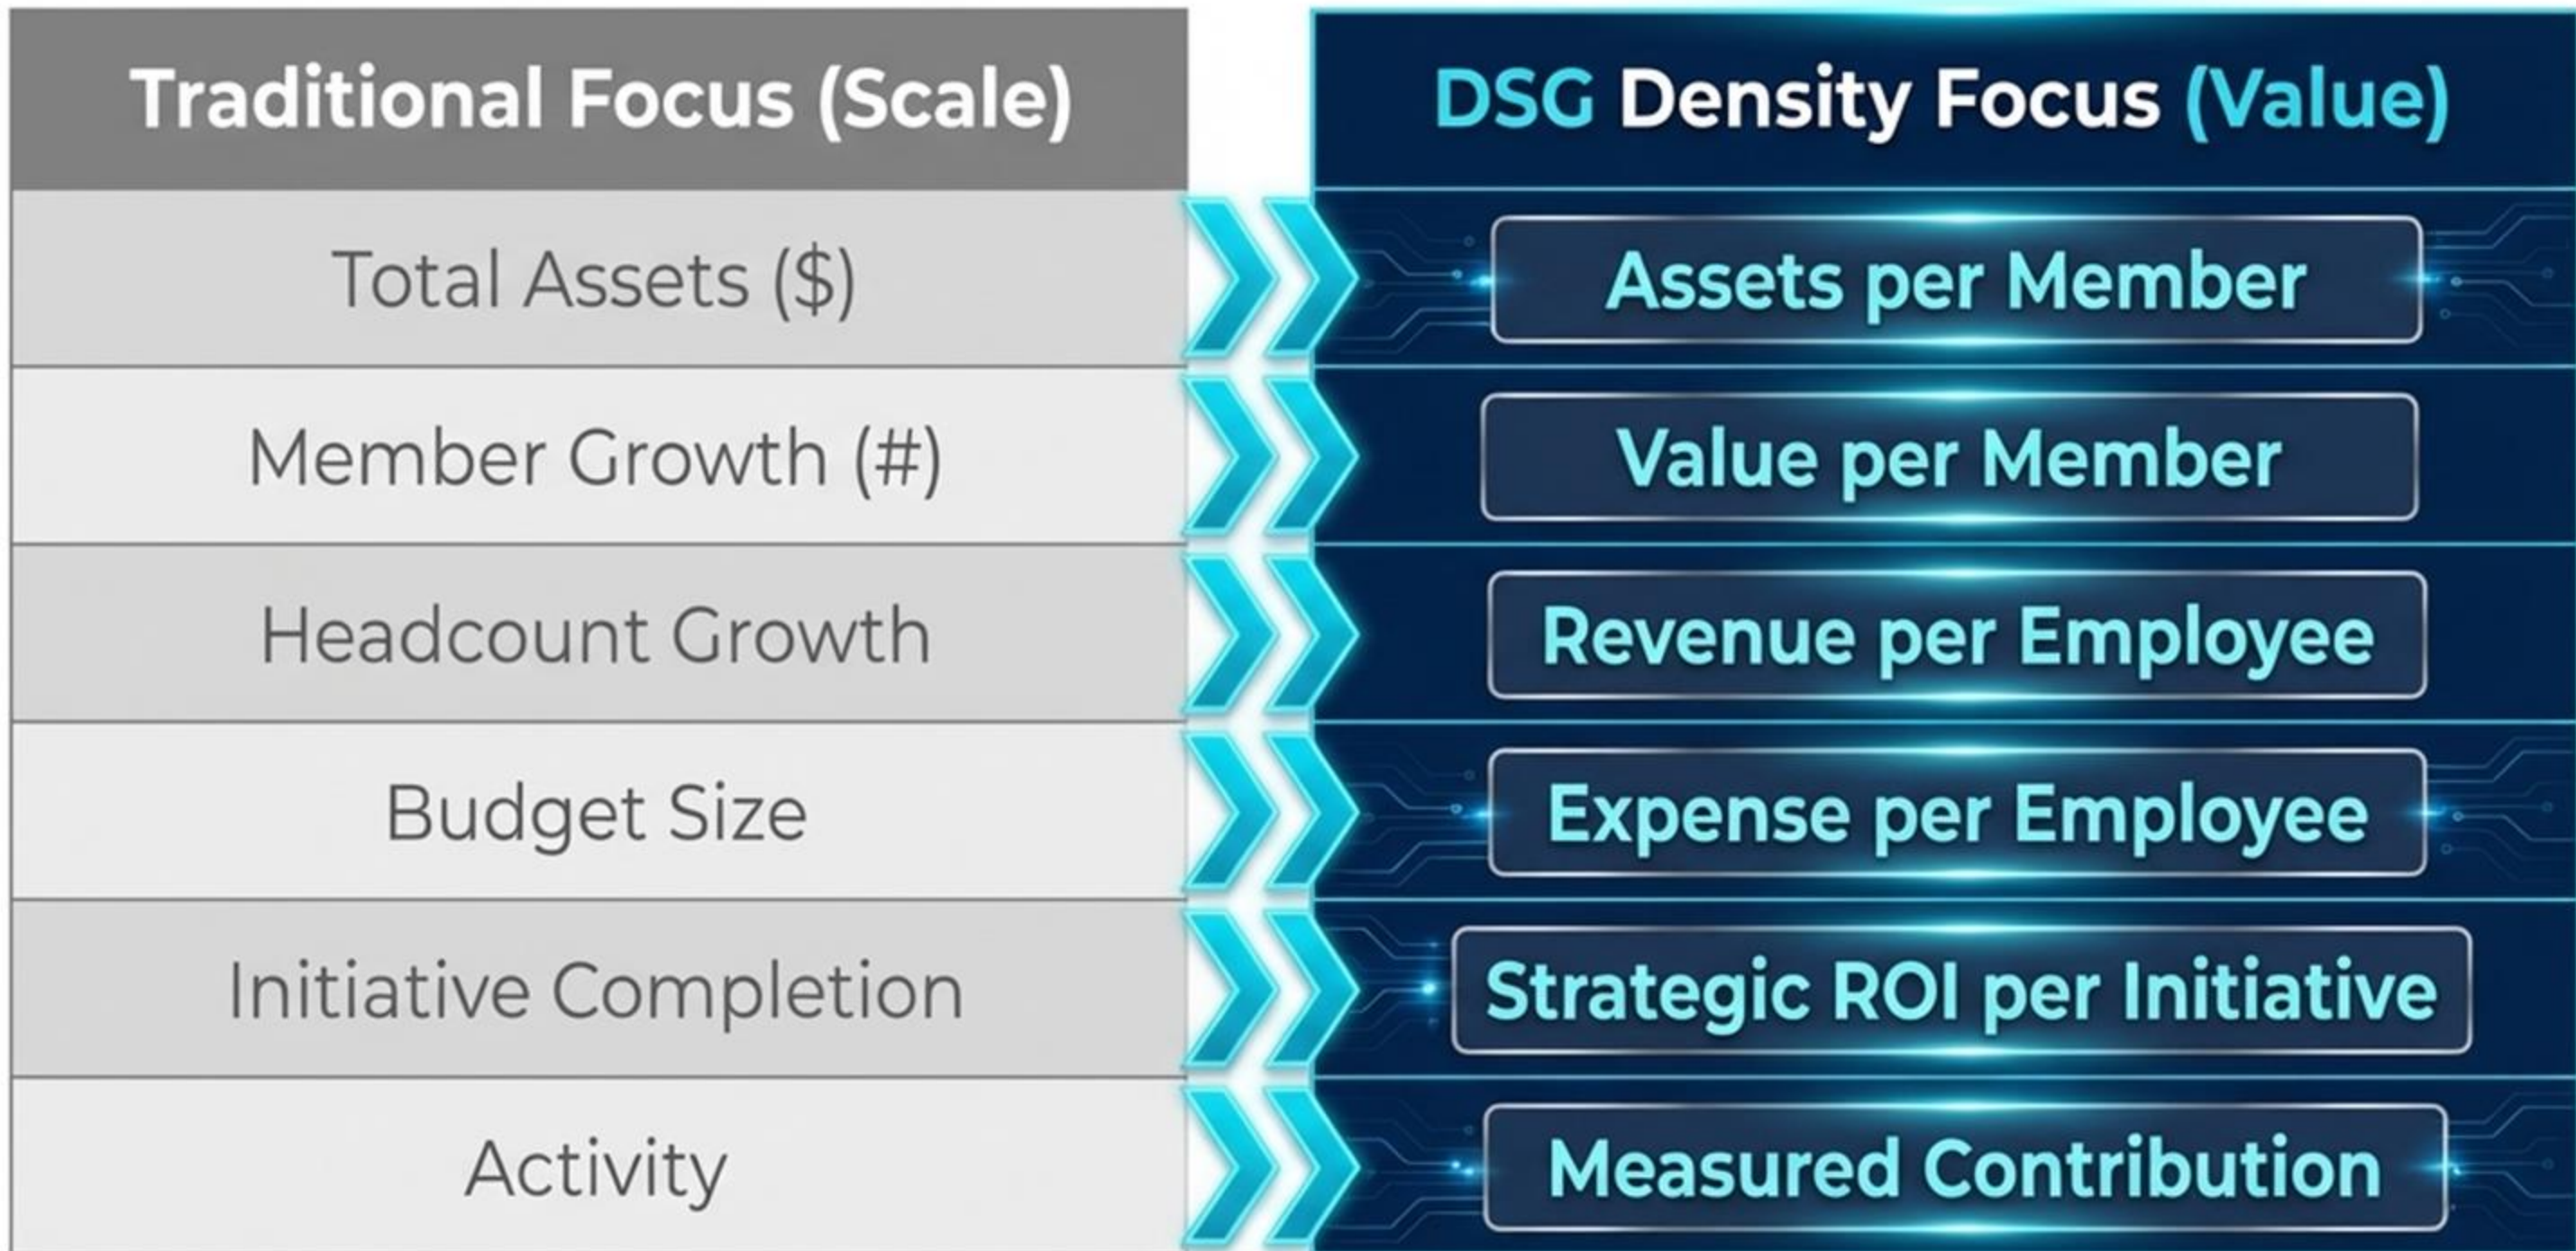 Traditional Focus (Scale)
DSG Density Focus (Value)
Total Assets ($)
Assets per Member
Member Growth (#)
Value per Member
Headcount Growth
Revenue per Employee
Budget Size
Expense per Employee
Initiative Completion
Strategic ROI per Initiative
Activity
Measured Contribution